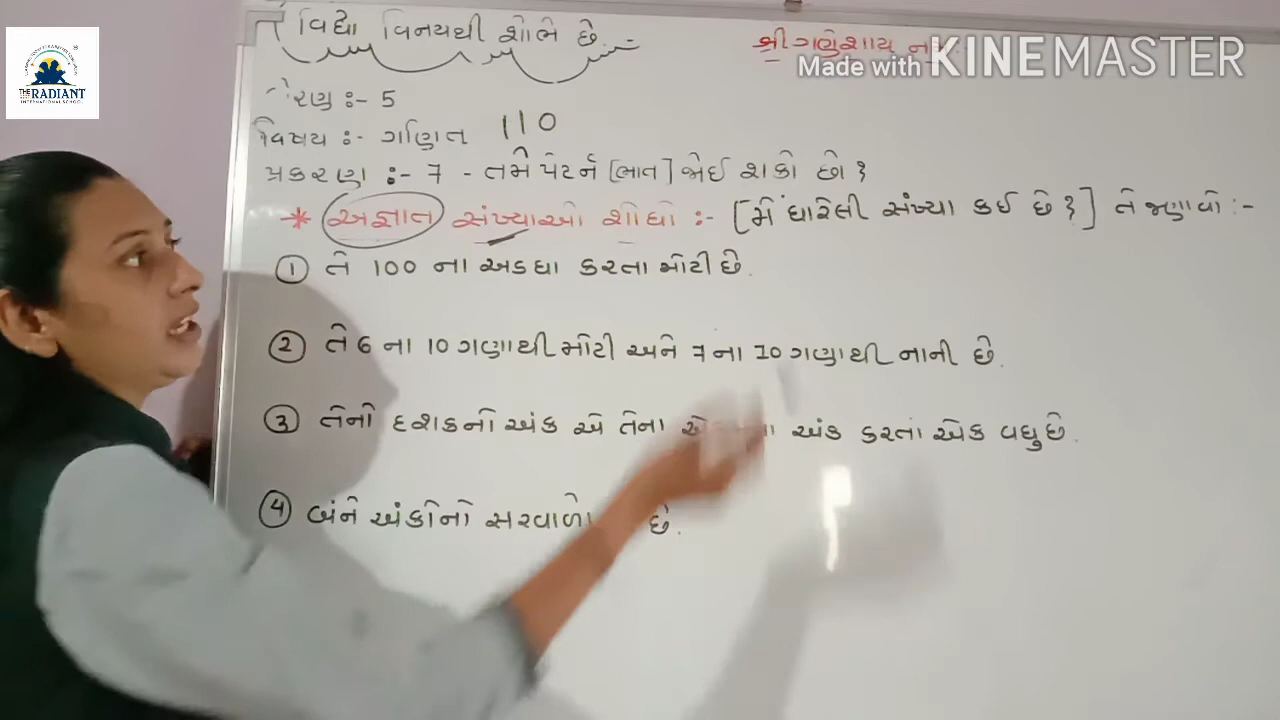 વિદ્યા વિનયથી શોભે છે.
શ્રી ગણેશાય
Made with KINEMASTER
THE RADIANT
INTERNATIONAL SCHOOL
ધોરણ :- 5
વિષય :- ગણિત 110
પ્રકરણ :- 7 - તમે પેટર્ન [ભાત] જોઈ શકો છો ?
* અજ્ઞાત સંખ્યાઓ શોધો :- [મેં ધારેલી સંખ્યા કઈ છે ?] તે જણાવો :-
① તે 100 ના અડધા કરતા મોટી છે.
② તે 6 ના 10 ગણાથી મોટી અને 7 ના 10 ગણાથી નાની છે.
③ તેનો દશકનો અંક એ તેના અંક કરતાં એક વધુ છે.
④ બંને અંકોનો સરવાળો છે.